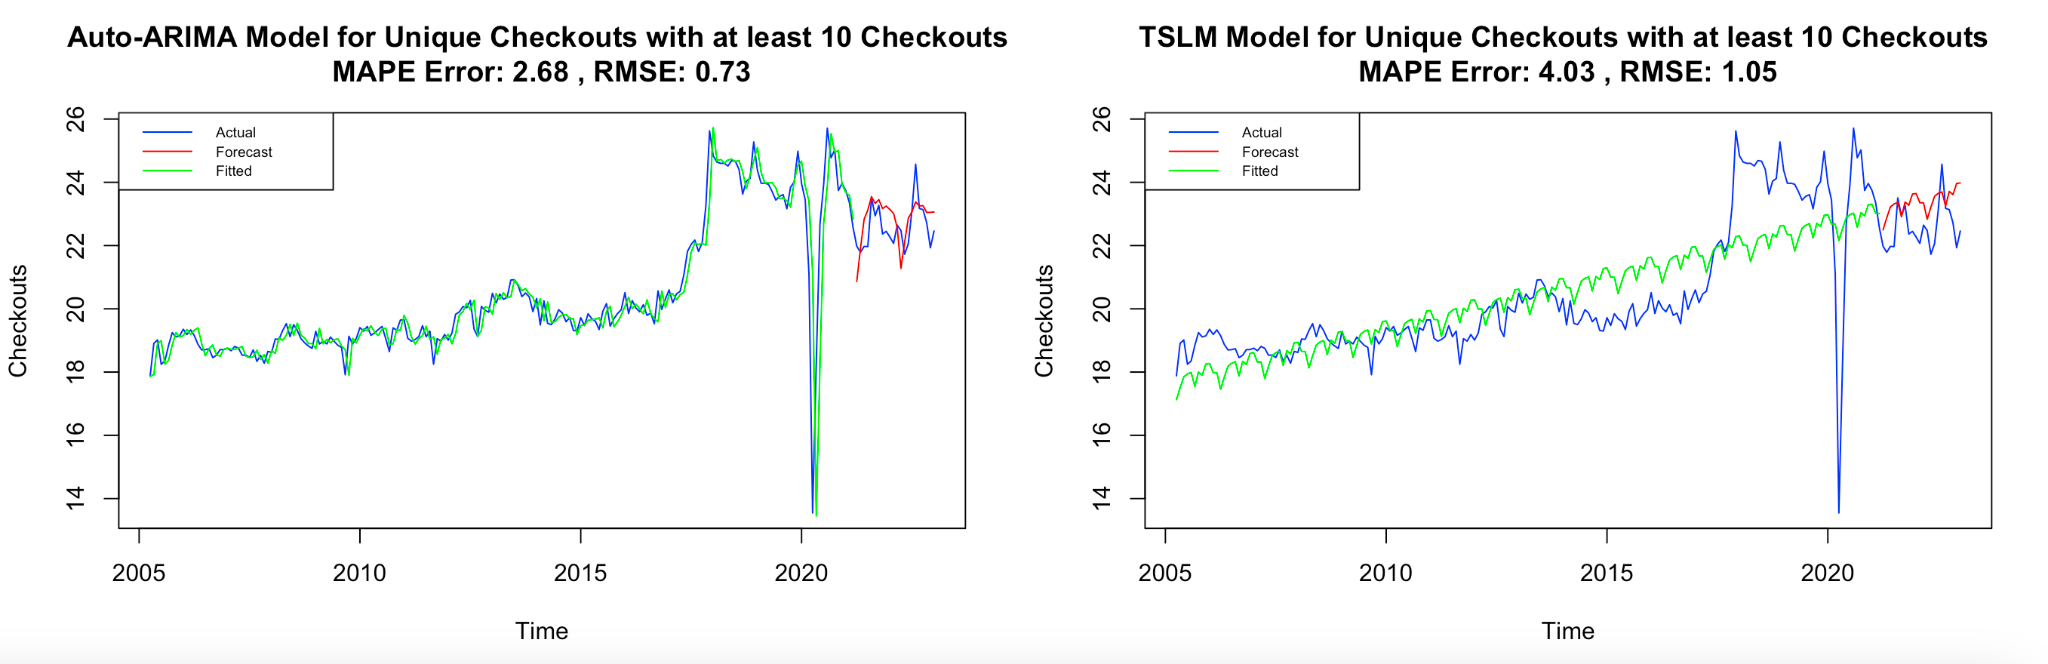 Auto-ARIMA Model for Unique Checkouts with at least 10 Checkouts
MAPE Error: 2.68 , RMSE: 0.73
Actual
Forecast
Fitted
Checkouts
26
24
22
20
18
16
14
2005 2010 2015 2020
Time
TSLM Model for Unique Checkouts with at least 10 Checkouts
MAPE Error: 4.03 , RMSE: 1.05
Actual
Forecast
Fitted
Checkouts
26
24
22
20
18
16
14
2005 2010 2015 2020
Time